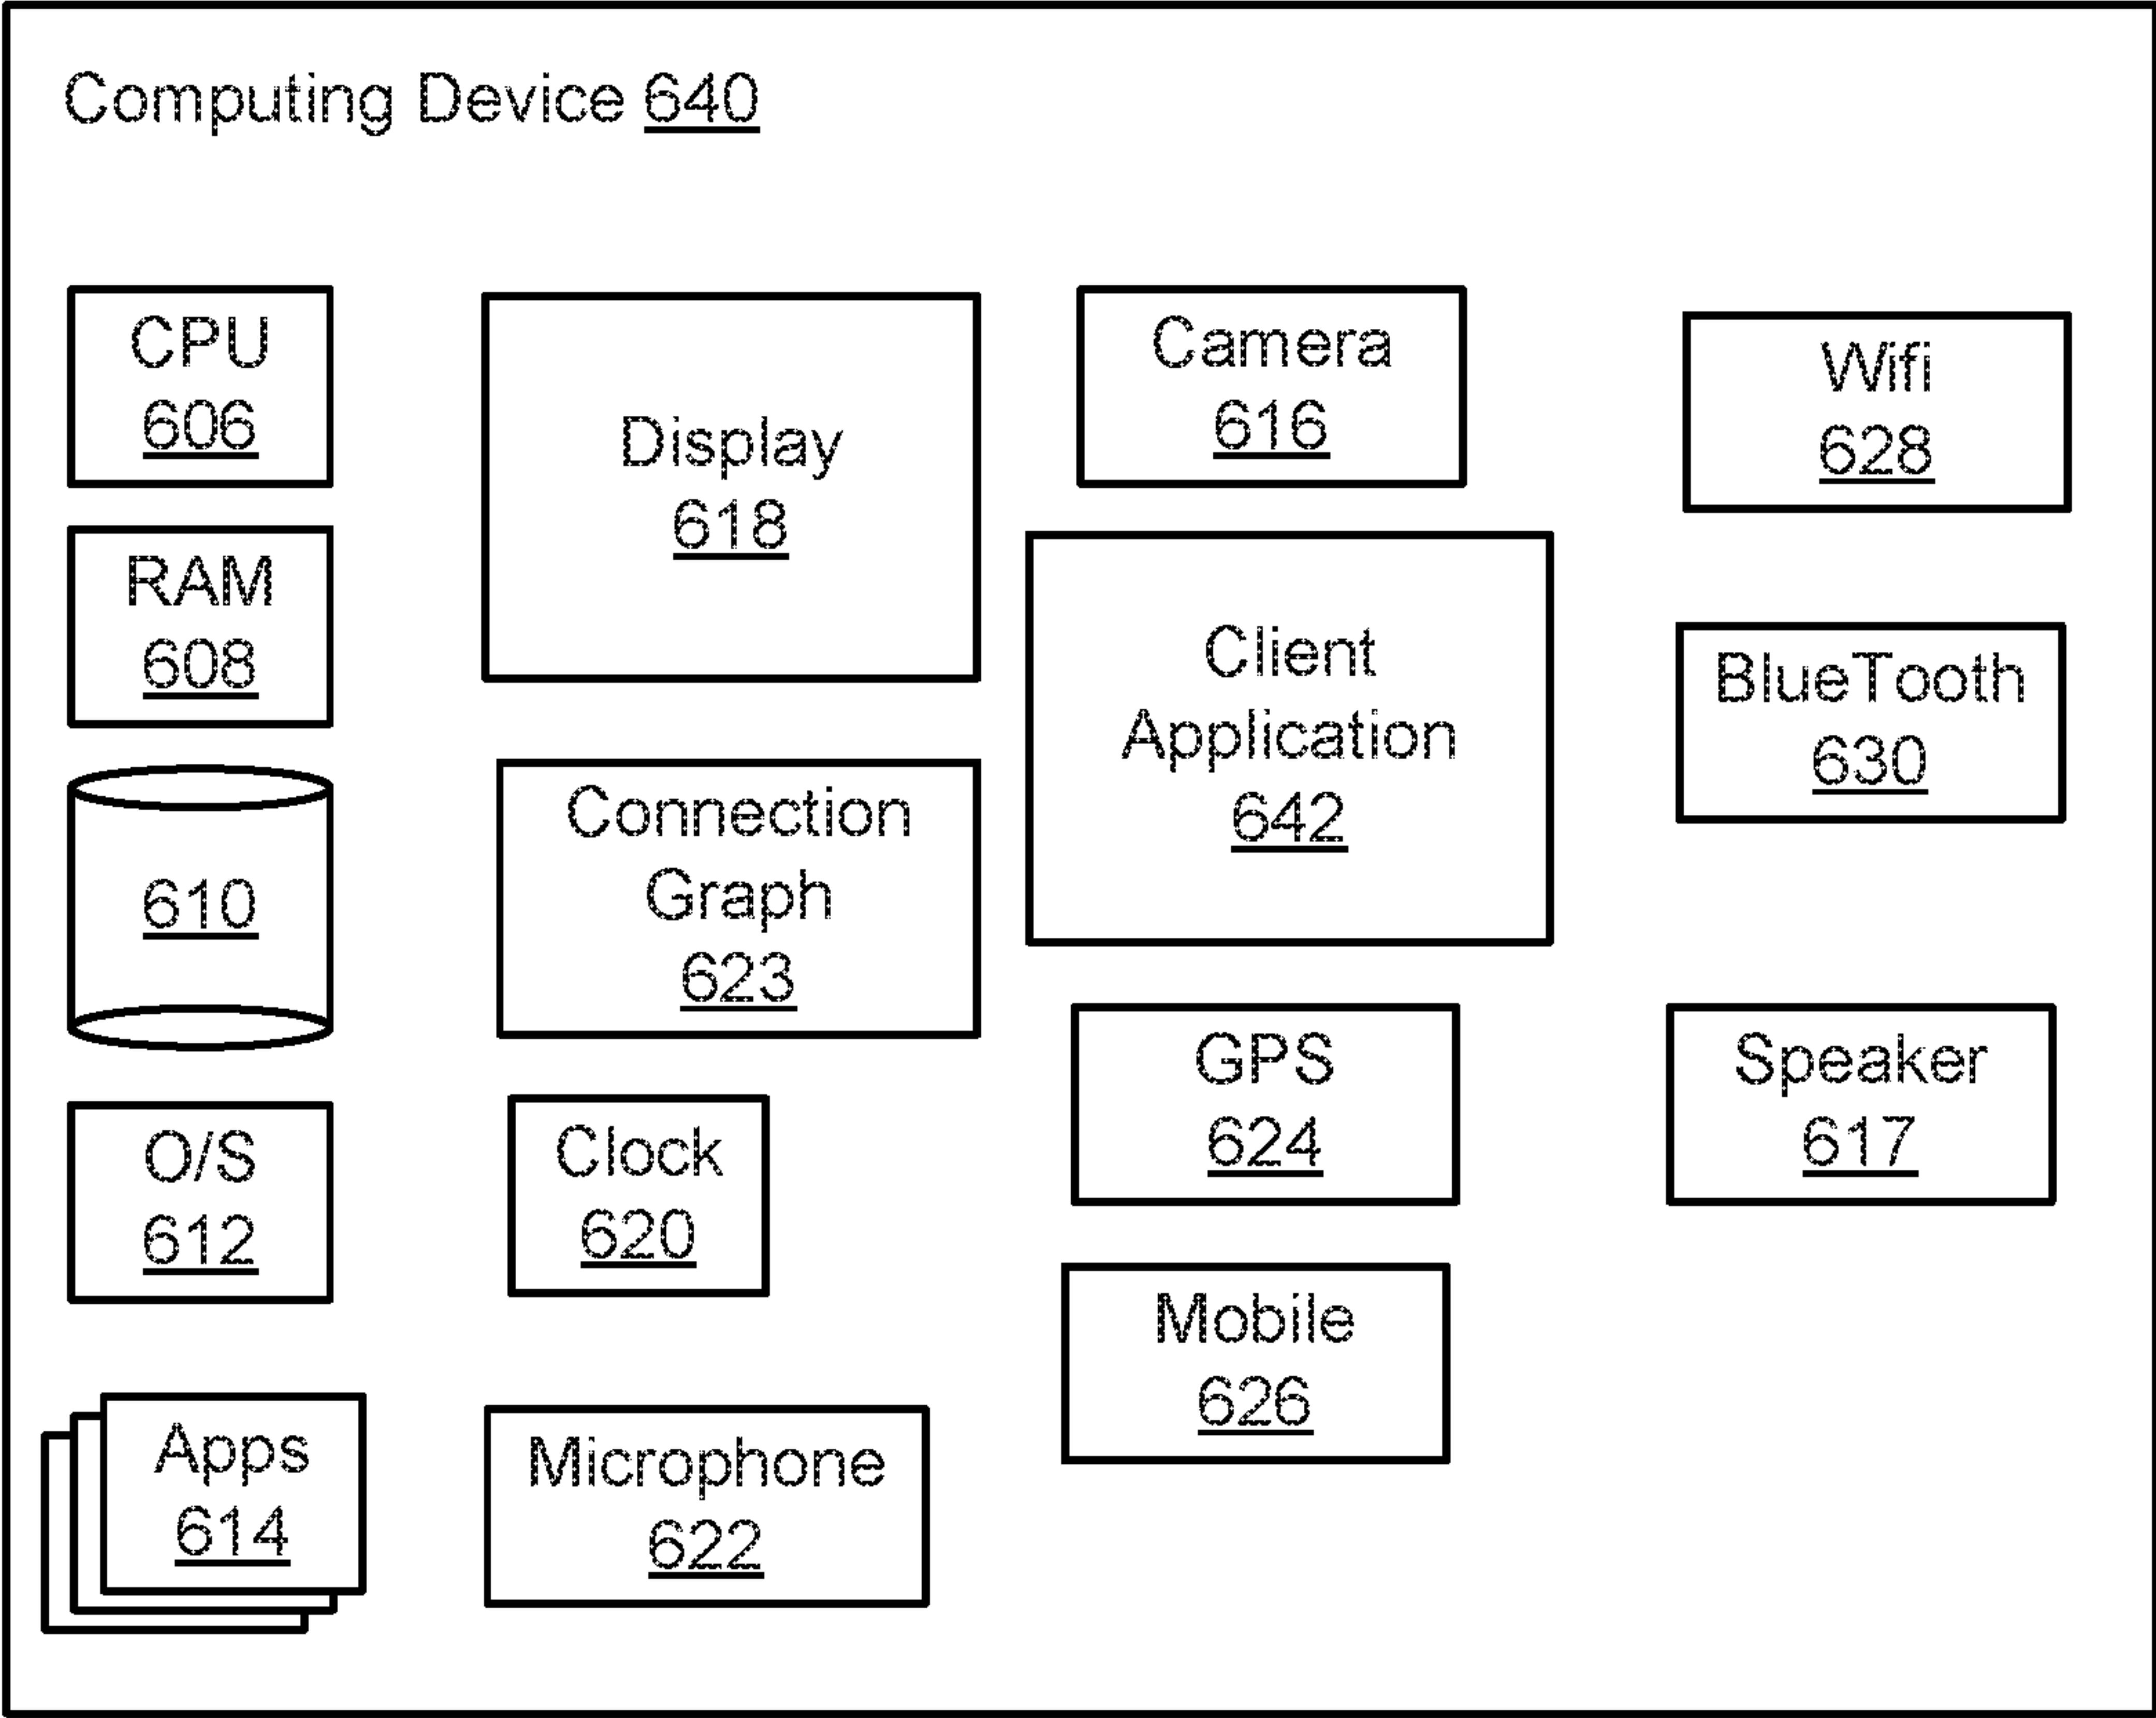 Computing Device 640
CPU
606
RAM
608
610
O/S
612
Apps
614
Display
618
Connection
Graph
623
Clock
620
Microphone
622
Camera
616
Client
Application
642
GPS
624
Mobile
626
Wifi
628
BlueTooth
630
Speaker
617